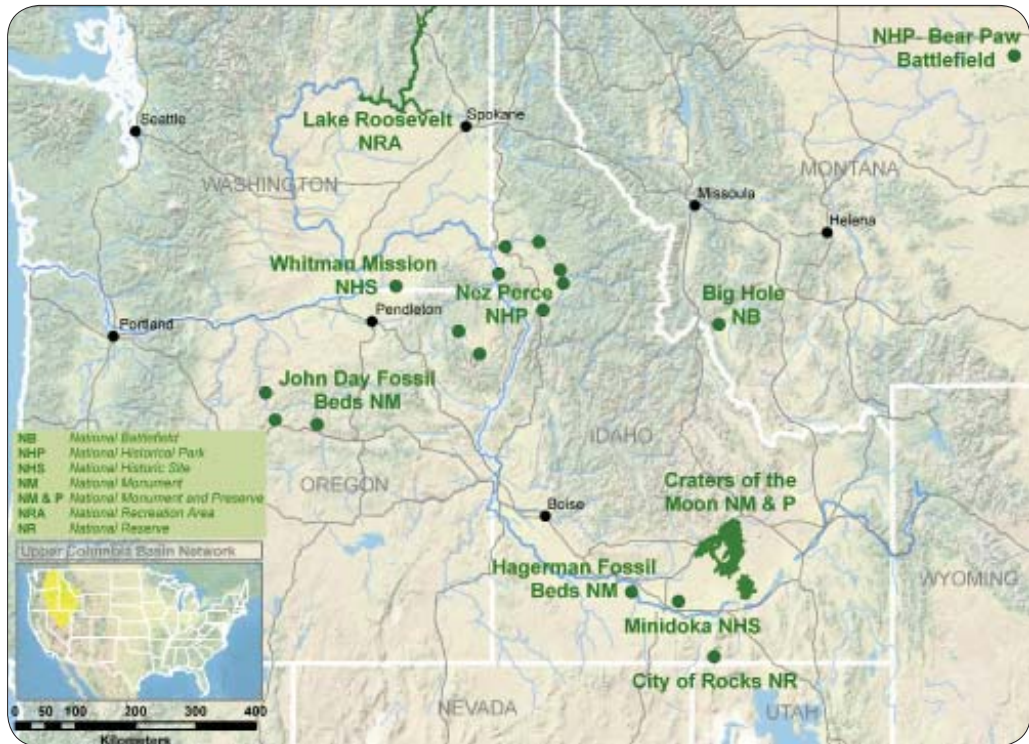 NHP- Bear Paw
Battlefield
Seattle
Lake Roosevelt
NRA
Spokane
WASHINGTON
MONTANA
Missoula
Helena
Whitman Mission
NHS
Nez Perce
NHP
Big Hole
NB
Portland
Pendleton
John Day Fossil
Beds NM
IDAHO
OREGON
Craters of the
Moon NM & P
Boise
Hagerman Fossil
Beds NM
WYOMING
Minidoka NHS
City of Rocks NR
NEVADA
UTAH
NB National Battlefield
NHP National Historical Park
NHS National Historic Site
NM National Monument
NM & P National Monument and Preserve
NRA National Recreation Area
NR National Reserve
Upper Columbia Basin Network
0 50 100 200 300 400
Kilometers